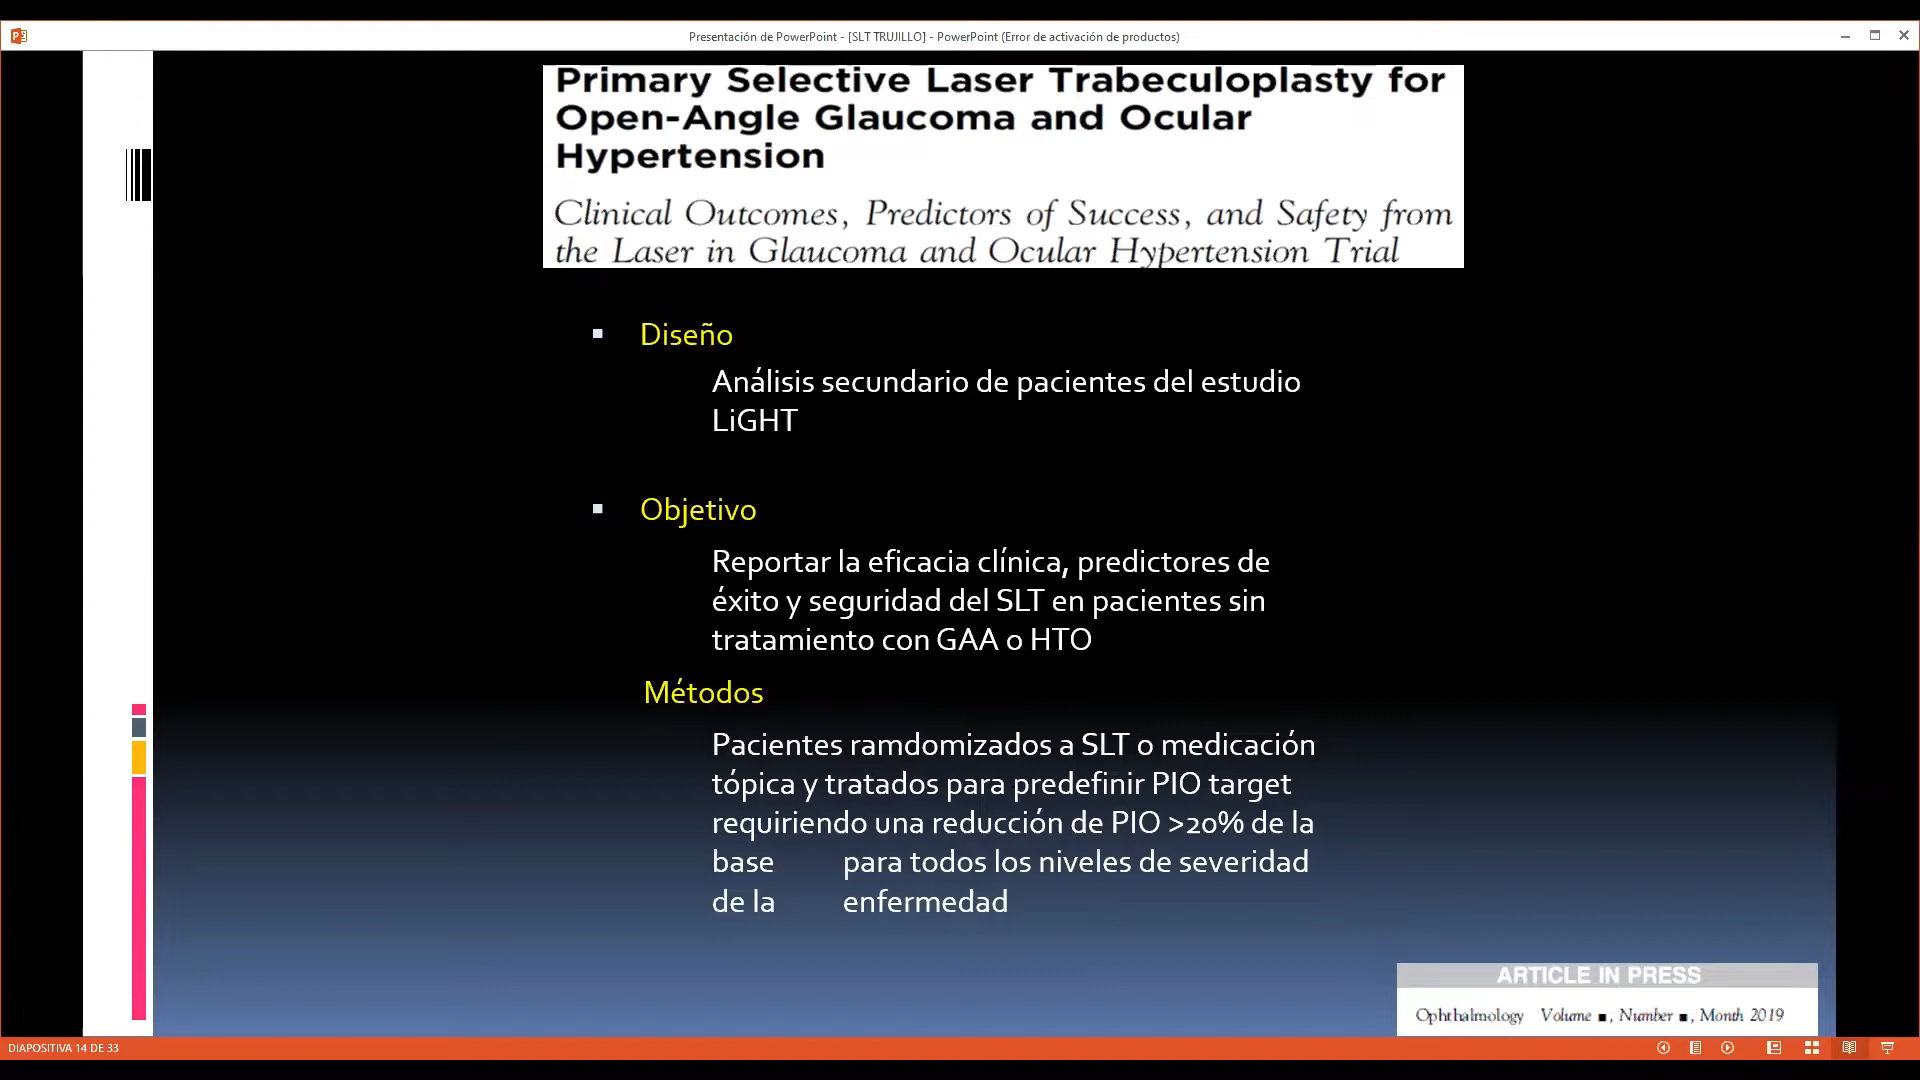 Presentación de PowerPoint - [SLT TRUJILLO] - PowerPoint (Error de activación de productos)
Primary Selective Laser Trabeculoplasty for
Open-Angle Glaucoma and Ocular
Hypertension
Clinical Outcomes, Predictors of Success, and Safety from
the Laser in Glaucoma and Ocular Hypertension Trial
Diseño
Análisis secundario de pacientes del estudio
LiGHT
Objetivo
Reportar la eficacia clínica, predictores de
éxito y seguridad del SLT en pacientes sin
tratamiento con GAA o HTO
Métodos
Pacientes ramdomizados a SLT o medicación
tópica y tratados para predefinir PIO target
requiriendo una reducción de PIO >20% de la
base para todos los niveles de severidad
de la enfermedad
ARTICLE IN PRESS
Ophthalmology Volume ■, Number ■, Month 2019
DIAPOSITIVA 14 DE 33